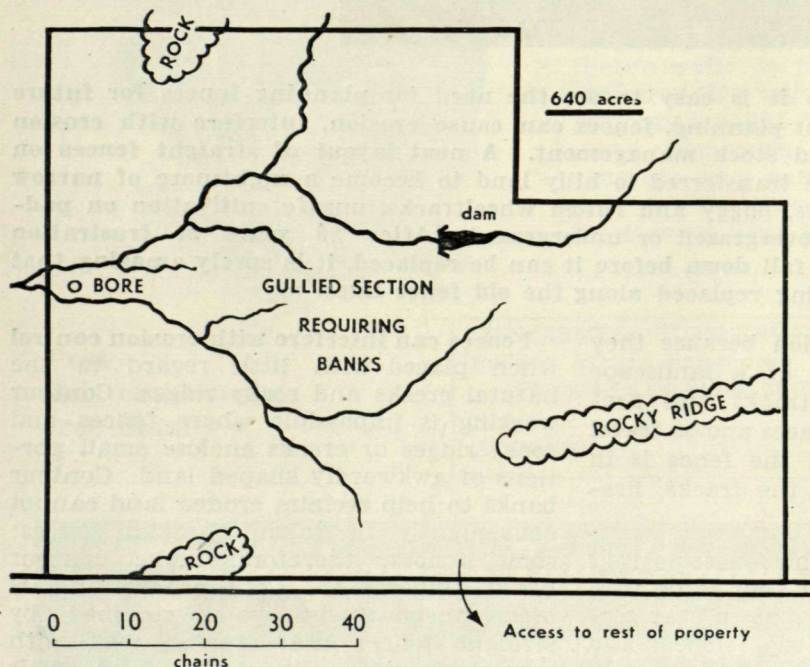 ROCK
640 acres
dam
BORE
GULLIED SECTION
REQUIRING
BANKS
ROCKY RIDGE
ROCK
0 10 20 30 40
chains
Access to rest of property